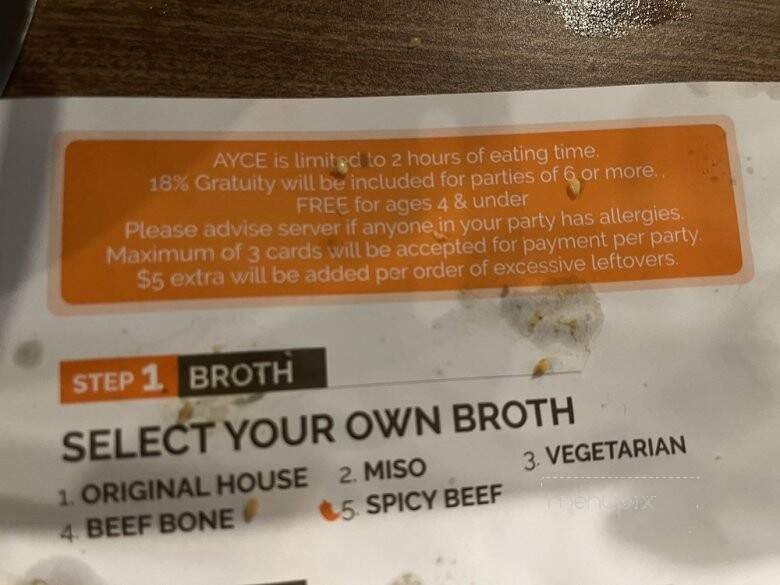 AYCE is limited to 2 hours of eating time.
18% Gratuity will be included for parties of 6 or more.
FREE for ages 4 & under
Please advise server if anyone in your party has allergies.
Maximum of 3 cards will be accepted for payment per party.
$5 extra will be added per order of excessive leftovers.
STEP 1 BROTH
SELECT YOUR OWN BROTH
1. ORIGINAL HOUSE 2. MISO 3. VEGETARIAN
4. BEEF BONE 5. SPICY BEEF
menupix